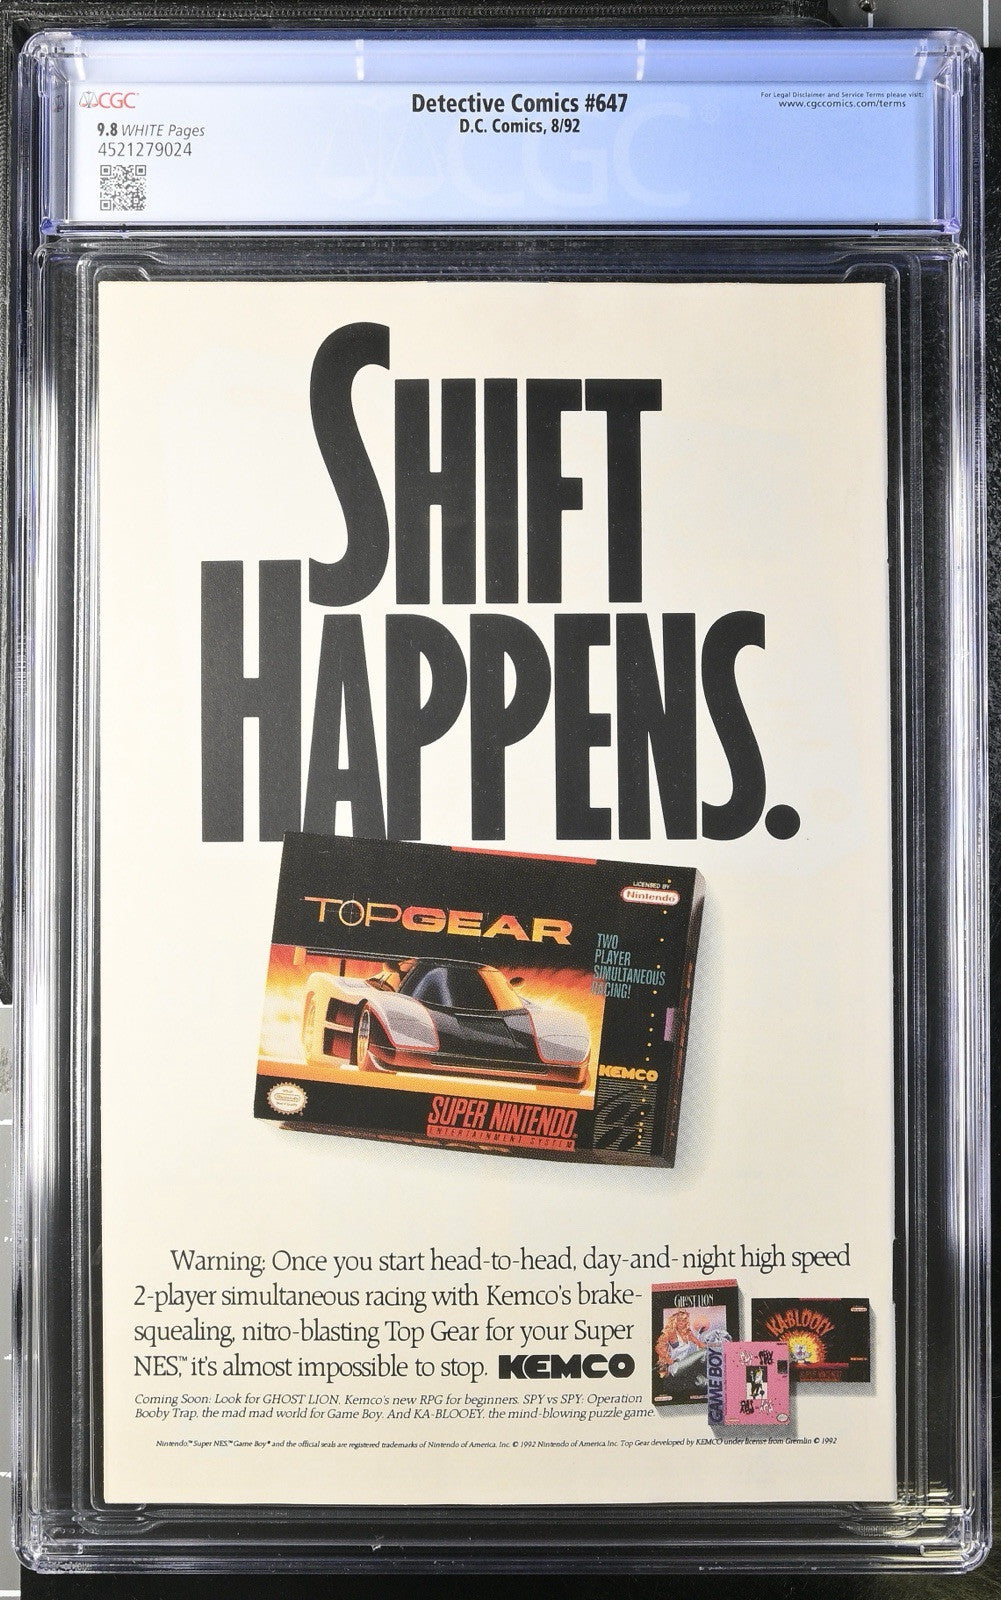 CGC
Detective Comics #647
D.C. Comics, 8/92
For Legal Disclaimer and Service Terms please visit:
www.cgccomics.com/terms
9.8 WHITE Pages
4521279024
CGC
SHIFT
HAPPENS.
LICENSED BY
Nintendo
TOP GEAR
TWO
PLAYER
SIMULTANEOUS
RACING!
KEMCO
SUPER NINTENDO
ENTERTAINMENT SYSTEM
Warning: Once you start head-to-head, day-and-night high speed
2-player simultaneous racing with Kemco's brake-
squealing, nitro-blasting Top Gear for your Super
NES,™ it's almost impossible to stop. KEMCO
GHOST LION
KA-BLOOEY
GAME BOY
Coming Soon: Look for GHOST LION. Kemco's new RPG for beginners. SPY vs SPY: Operation
Booby Trap, the mad mad world for Game Boy. And KA-BLOOEY, the mind-blowing puzzle game.
Nintendo,™ Super NES,™ Game Boy® and the official seals are registered trademarks of Nintendo of America, Inc. © 1992 Nintendo of America Inc. Top Gear developed by KEMCO under license from Gremlin © 1992